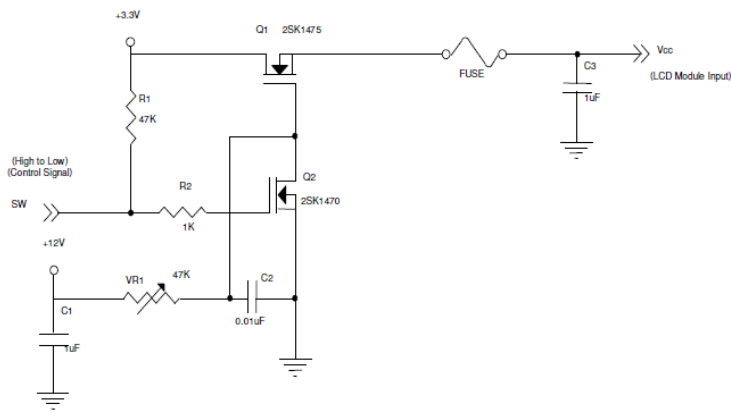 +3.3V
Q1 2SK1475
Vcc
FUSE
C3
(LCD Module Input)
R1
1uF
47K
(High to Low)
(Control Signal)
R2
Q2
SW
2SK1470
1K
+12V
VR1
47K
C2
C1
0.01uF
1uF